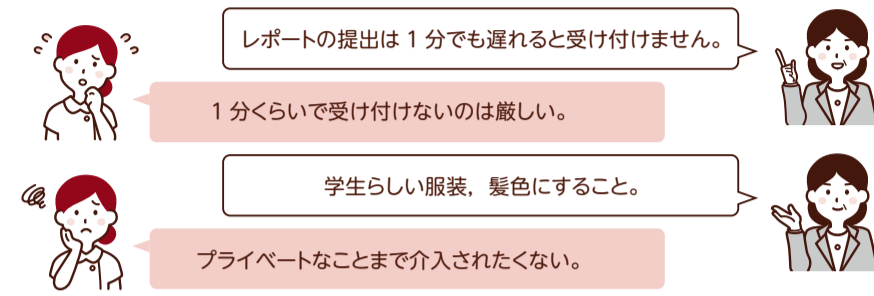 レポートの提出は 1 分でも遅れると受け付けません。
1 分くらいで受け付けないのは厳しい。
学生らしい服装，髪色にすること。
プライベートなことまで介入されたくない。